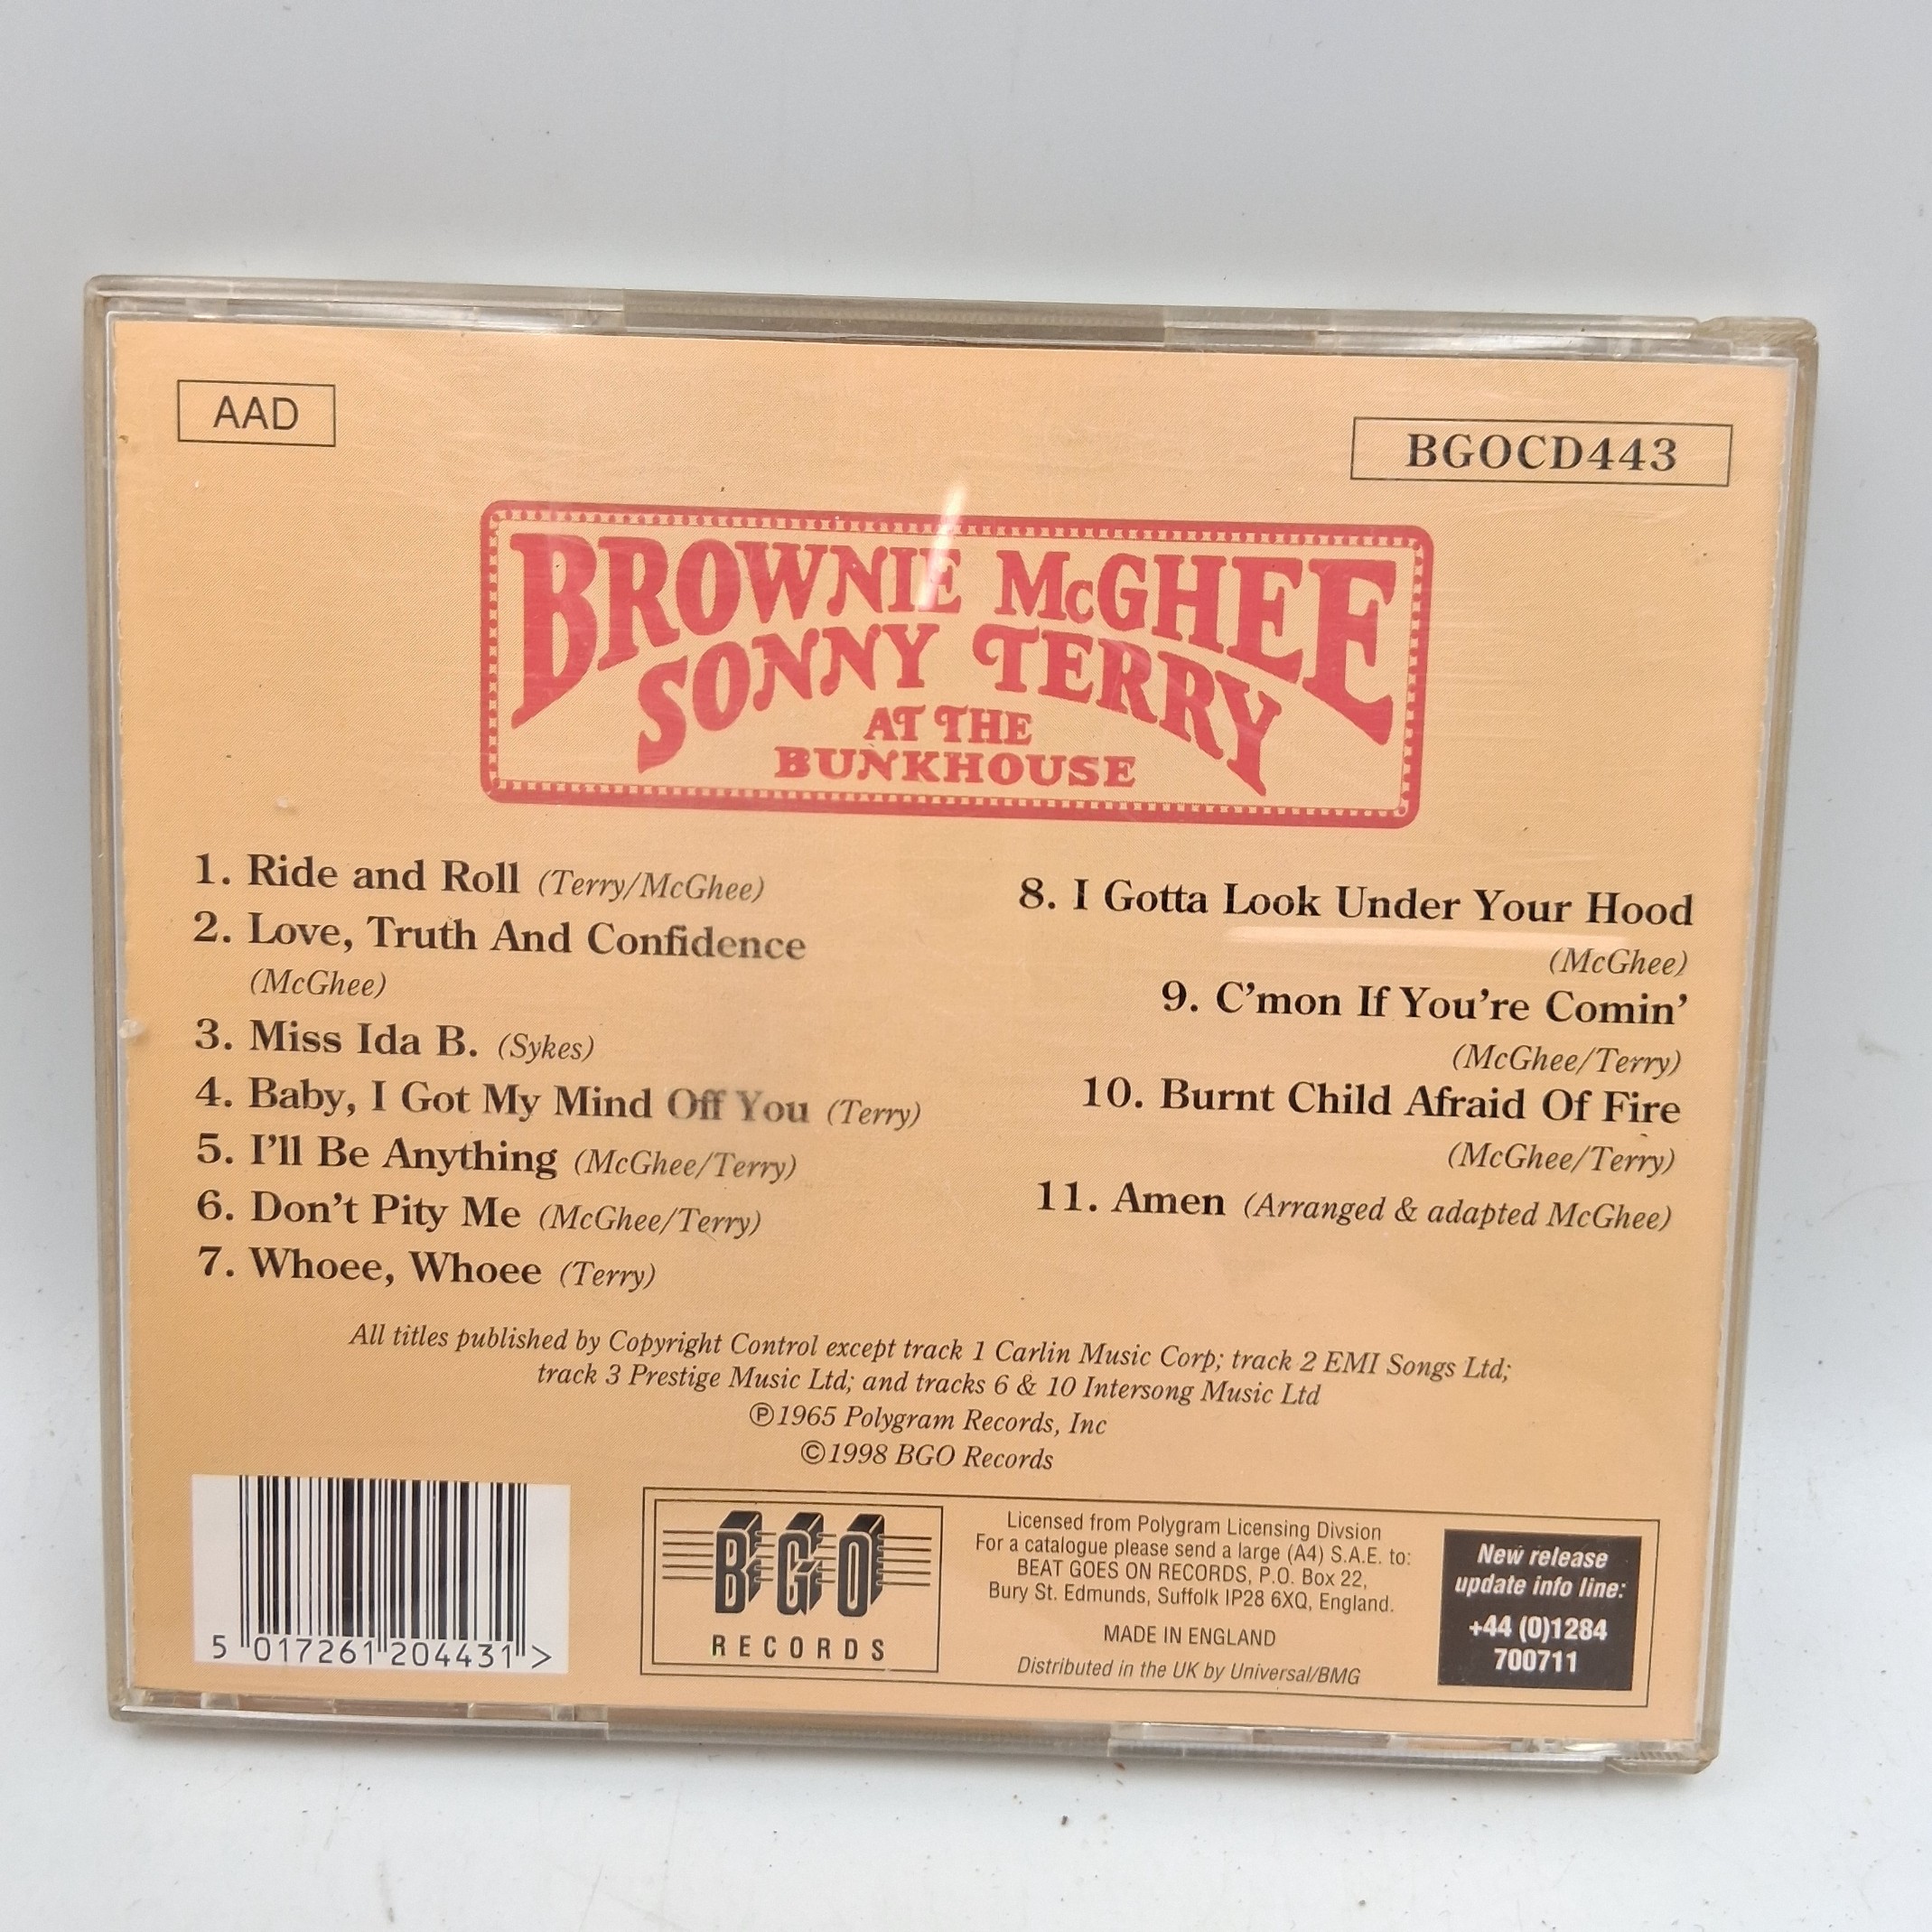 AAD
BGOCD443
BROWNIE McGHEE
SONNY TERRY
AT THE
BUNKHOUSE
1. Ride and Roll (Terry/McGhee)
2. Love, Truth And Confidence
(McGhee)
3. Miss Ida B. (Sykes)
4. Baby, I Got My Mind Off You (Terry)
5. I'll Be Anything (McGhee/Terry)
6. Don't Pity Me (McGhee/Terry)
7. Whoee, Whoee (Terry)
8. I Gotta Look Under Your Hood
(McGhee)
9. C'mon If You're Comin'
(McGhee/Terry)
10. Burnt Child Afraid Of Fire
(McGhee/Terry)
11. Amen (Arranged & adapted McGhee)
All titles published by Copyright Control except track 1 Carlin Music Corp; track 2 EMI Songs Ltd;
track 3 Prestige Music Ltd; and tracks 6 & 10 Intersong Music Ltd
℗1965 Polygram Records, Inc
©1998 BGO Records
5 017261 204431 >
BGO
RECORDS
Licensed from Polygram Licensing Divsion
For a catalogue please send a large (A4) S.A.E. to:
BEAT GOES ON RECORDS, P.O. Box 22,
Bury St. Edmunds, Suffolk IP28 6XQ, England.
MADE IN ENGLAND
Distributed in the UK by Universal/BMG
New release
update info line:
+44 (0)1284
700711